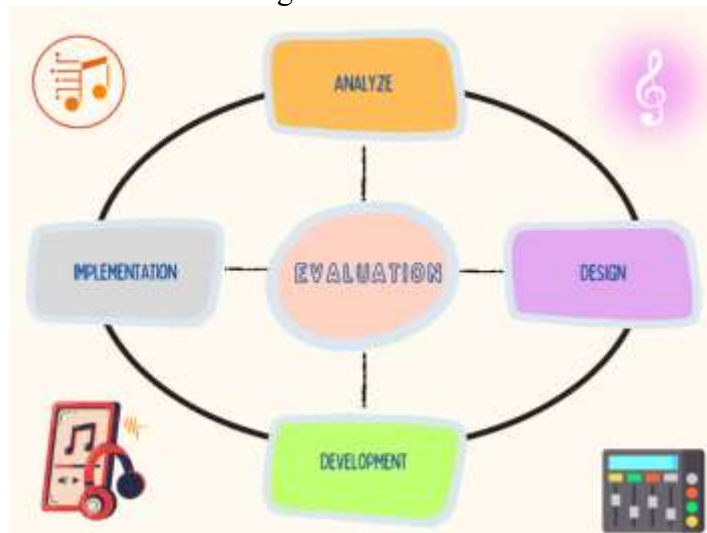 ANALYZE
IMPLEMENTATION
EVALUATION
DESIGN
DEVELOPMENT